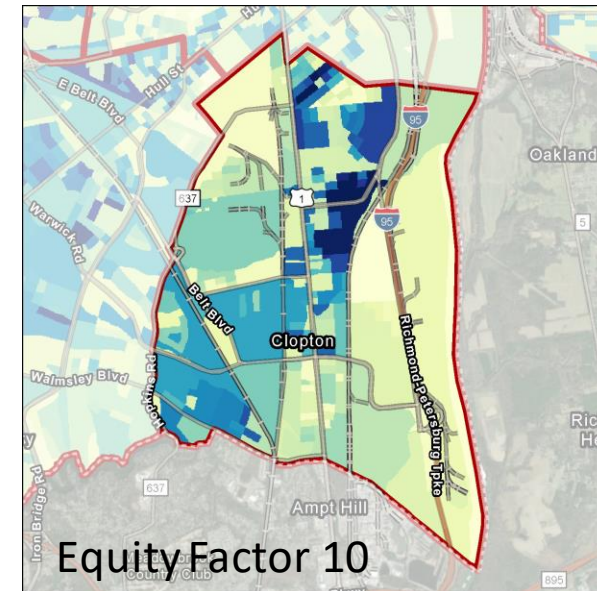 Hull St
E Belt Blvd
95
Oakland
637
1
5
95
Warwick Rd
Belt Blvd
Clopton
Richmond-Petersburg Tpke
Walmsley Blvd
Hopkins Rd
Ric
637
Ampt Hill
Iron Bridge Rd
Equity Factor 10
Country Club
895